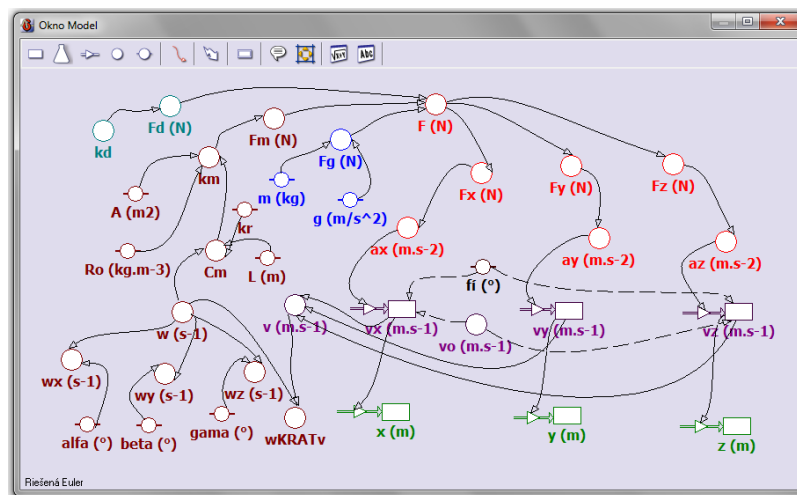 Okno Model
√x+y
Abc
F (N)
Fd (N)
kd
Fm (N)
Fg (N)
km
m (kg)
g (m/s^2)
Fx (N)
Fy (N)
Fz (N)
A (m2)
kr
Ro (kg.m-3)
Cm
L (m)
ax (m.s-2)
ay (m.s-2)
az (m.s-2)
fí (º)
w (s-1)
v (m.s-1)
vx (m.s-1)
vo (m.s-1)
vy (m.s-1)
vz (m.s-1)
wx (s-1)
wy (s-1)
wz (s-1)
alfa (º)
beta (º)
gama (º)
wKRATv
x (m)
y (m)
z (m)
Riešená Euler